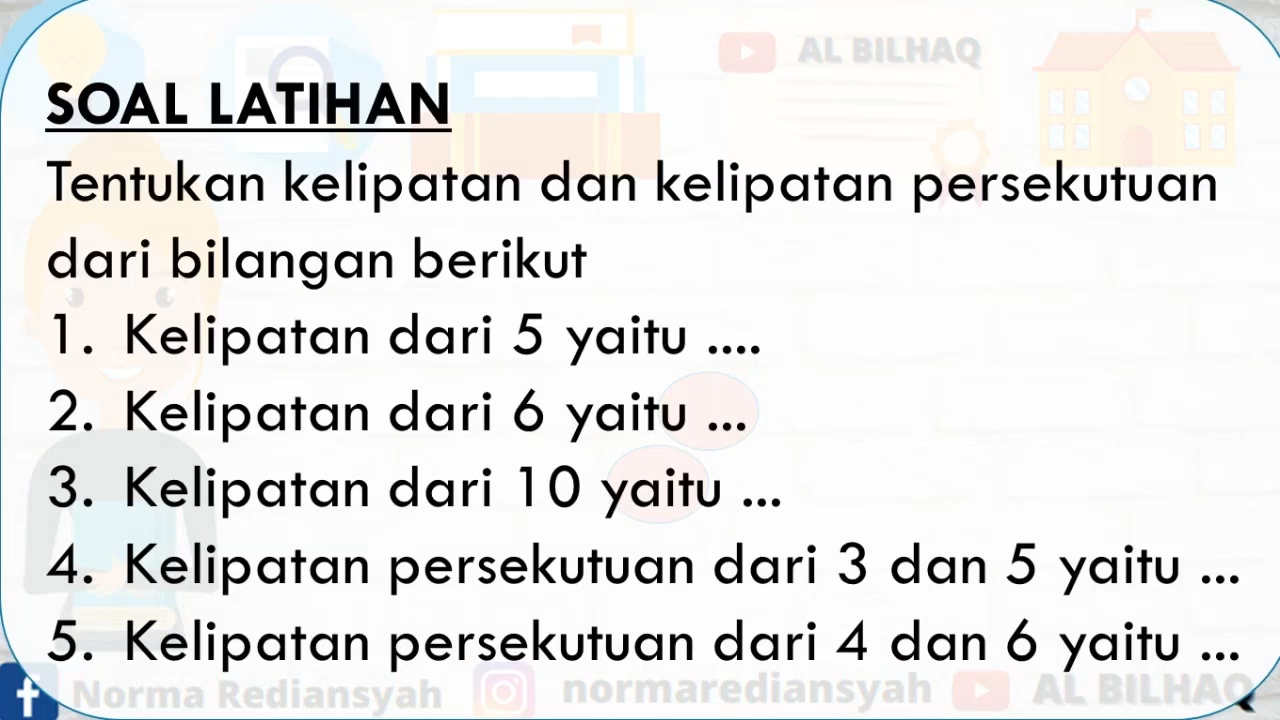 AL BILHAQ
SOAL LATIHAN
Tentukan kelipatan dan kelipatan persekutuan
dari bilangan berikut
1. Kelipatan dari 5 yaitu ....
2. Kelipatan dari 6 yaitu ...
3. Kelipatan dari 10 yaitu ...
4. Kelipatan persekutuan dari 3 dan 5 yaitu ...
5. Kelipatan persekutuan dari 4 dan 6 yaitu ...
f Norma Rediansyah normarediansyah AL BILHAQ